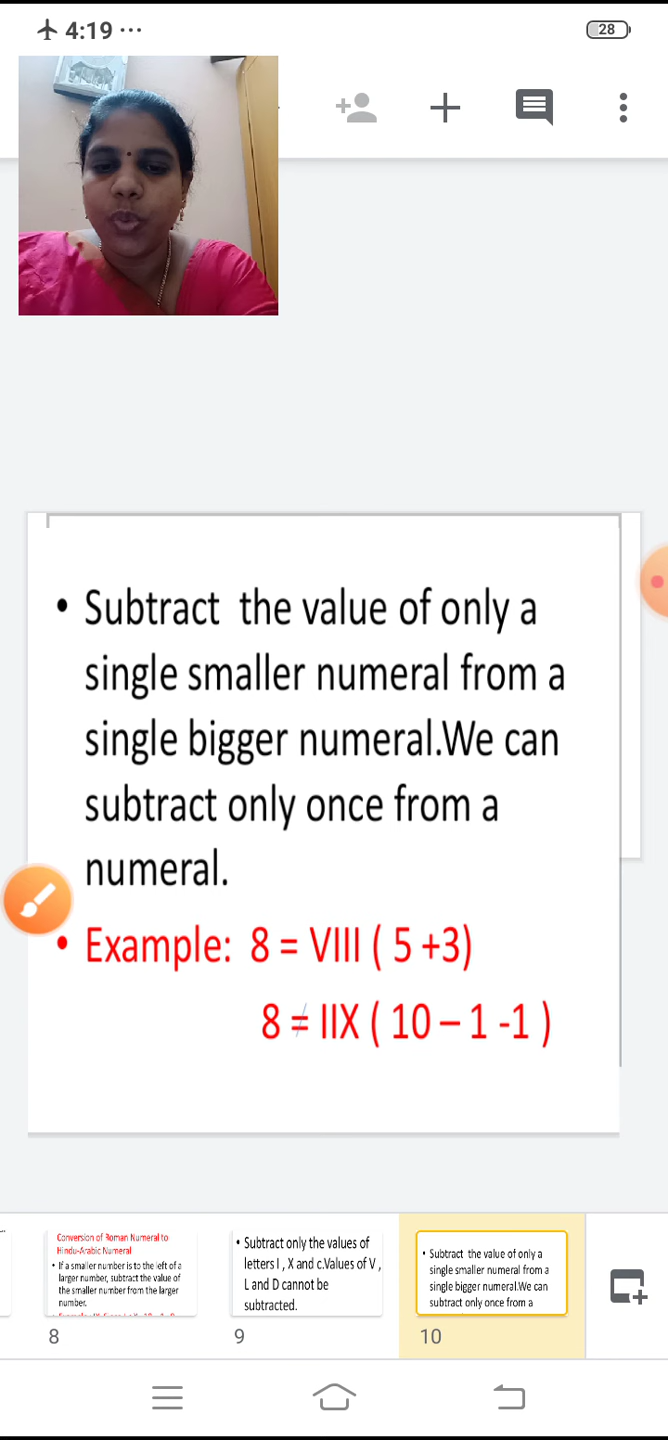 4:19 ...
28
• Subtract the value of only a
single smaller numeral from a
single bigger numeral.We can
subtract only once from a
numeral.
• Example: 8 = VIII ( 5 +3)
8 ≠ IIX ( 10 – 1 -1 )
Conversion of Roman Numeral to
Hindu-Arabic Numeral
• If a smaller number is to the left of a
larger number, subtract the value of
the smaller number from the larger
number.
• Subtract only the values of
letters I , X and c.Values of V ,
L and D cannot be
subtracted.
• Subtract the value of only a
single smaller numeral from a
single bigger numeral.We can
subtract only once from a
8
9
10